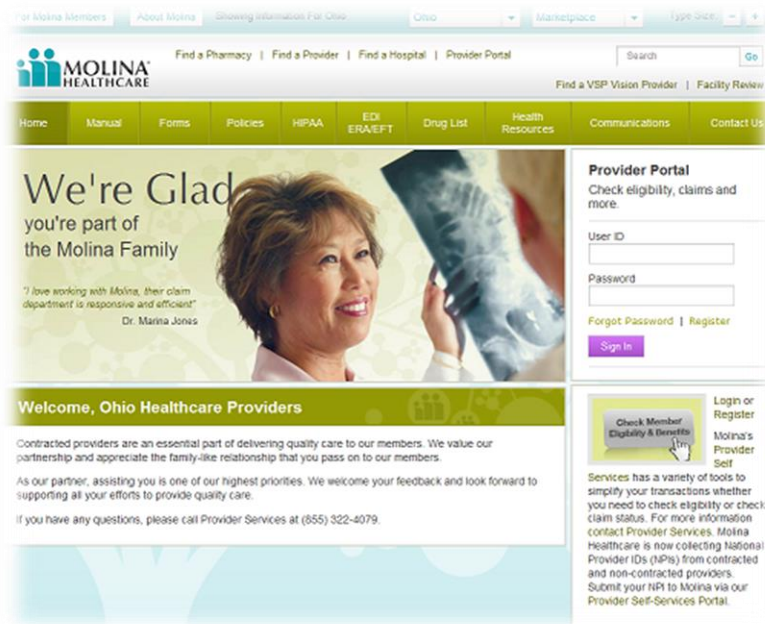 For Molina Members
About Molina
Showing Information For Ohio
Ohio
Marketplace
Type Size
MOLINA
HEALTHCARE
Find a Pharmacy | Find a Provider | Find a Hospital | Provider Portal
Search
Go
Find a VSP Vision Provider | Facility Review
Home
Manual
Forms
Policies
HIPAA
EDI
ERA/EFT
Drug List
Health
Resources
Communications
Contact Us
We're Glad
you're part of
the Molina Family
"I love working with Molina, their claim
department is responsive and efficient"
Dr. Marina Jones
Provider Portal
Check eligibility, claims and
more.
User ID
Password
Forgot Password | Register
Sign In
Welcome, Ohio Healthcare Providers
Contracted providers are an essential part of delivering quality care to our members. We value our
partnership and appreciate the family-like relationship that you pass on to our members.
As our partner, assisting you is one of our highest priorities. We welcome your feedback and look forward to
supporting all your efforts to provide quality care.
If you have any questions, please call Provider Services at (855) 322-4079.
Check Member
Eligibility & Benefits
Login or
Register
Molina's
Provider
Self
Services has a variety of tools to
simplify your transactions whether
you need to check eligibility or check
claim status. For more information
contact Provider Services. Molina
Healthcare is now collecting National
Provider IDs (NPIs) from contracted
and non-contracted providers.
Submit your NPI to Molina via our
Provider Self-Services Portal.